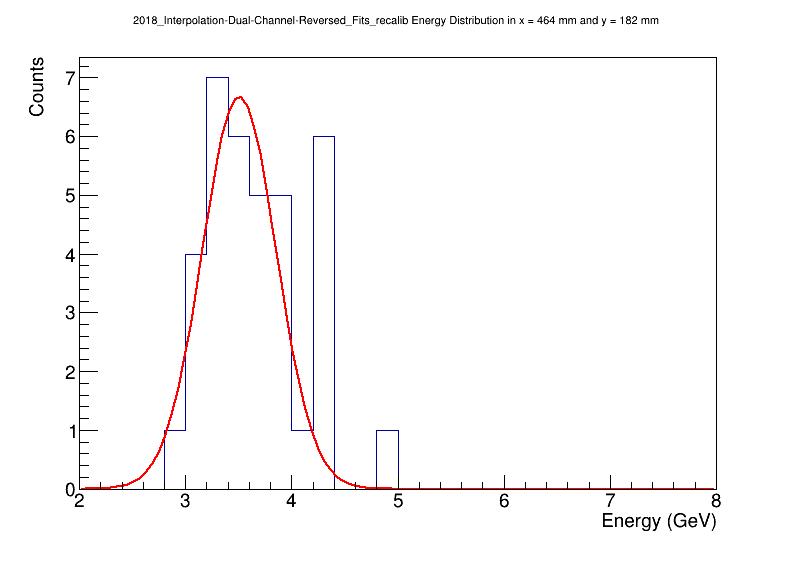 2018_Interpolation-Dual-Channel-Reversed_Fits_recalib Energy Distribution in x = 464 mm and y = 182 mm
Counts
7
6
5
4
3
2
1
0
2 3 4 5 6 7 8
Energy (GeV)